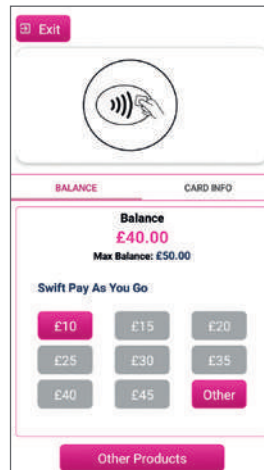 Exit
BALANCE CARD INFO
Balance
£40.00
Max Balance: £50.00
Swift Pay As You Go
£10 £15 £20
£25 £30 £35
£40 £45 Other
Other Products